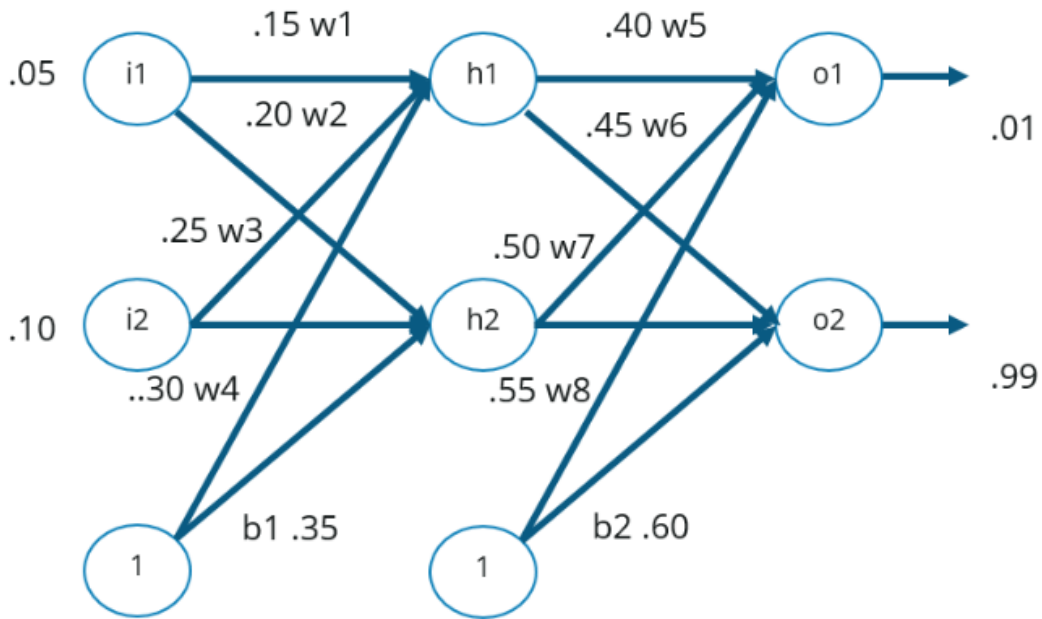 .15 w1
.40 w5
.05
i1
h1
o1
.20 w2
.45 w6
.01
.25 w3
.50 w7
.10
i2
h2
o2
..30 w4
.55 w8
.99
b1 .35
b2 .60
1
1